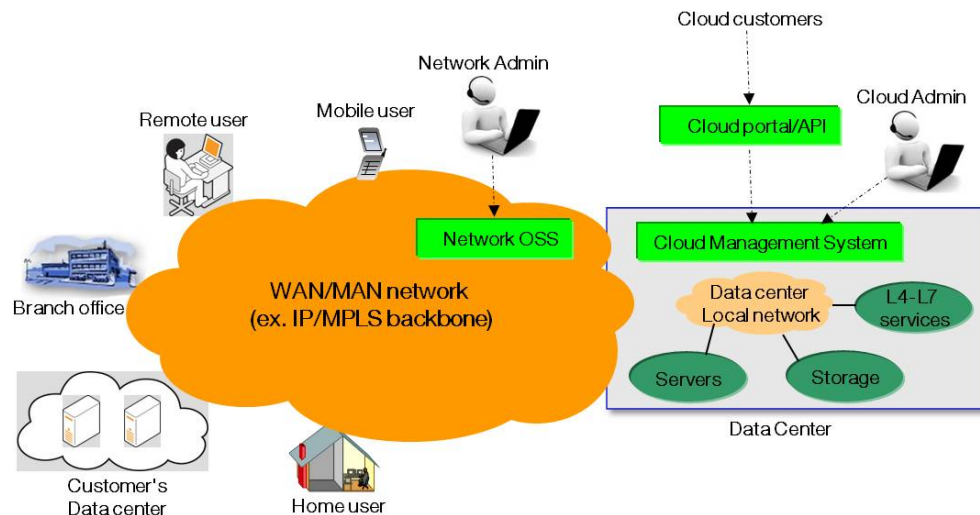 Cloud customers
Network Admin
Cloud Admin
Mobile user
Cloud portal/API
Remote user
Network OSS
Cloud Management System
Branch office
WAN/MAN network
(ex. IP/MPLS backbone)
Data center
Local network
L4-L7
services
Servers
Storage
Data Center
Customer's
Data center
Home user